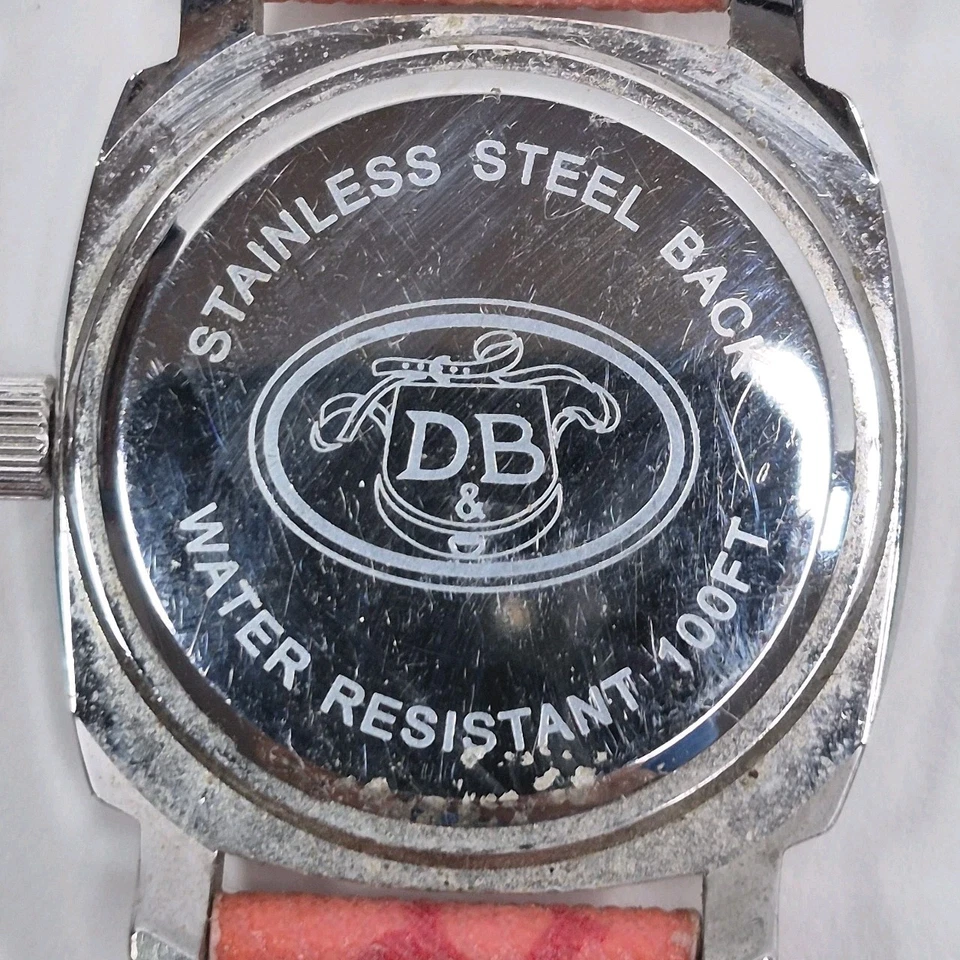 STAINLESS STEEL BACK
DB
&
WATER RESISTANT 100FT